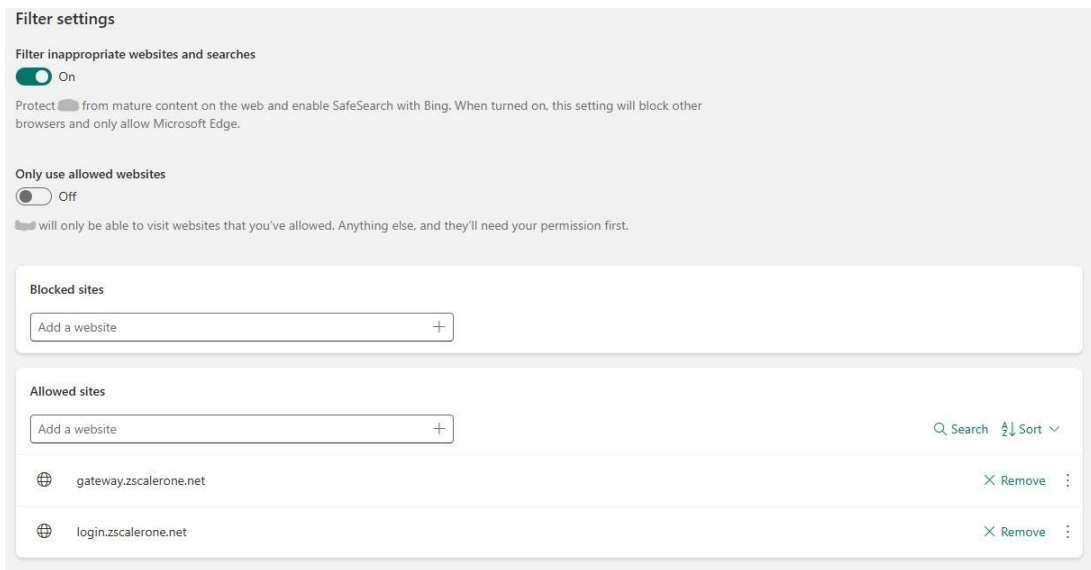 Filter settings
Filter inappropriate websites and searches
On
Protect from mature content on the web and enable SafeSearch with Bing. When turned on, this setting will block other
browsers and only allow Microsoft Edge.
Only use allowed websites
Off
will only be able to visit websites that you've allowed. Anything else, and they'll need your permission first.
Blocked sites
Add a website
Allowed sites
Add a website
Search AZ Sort
gateway.zscalerone.net Remove
login.zscalerone.net Remove